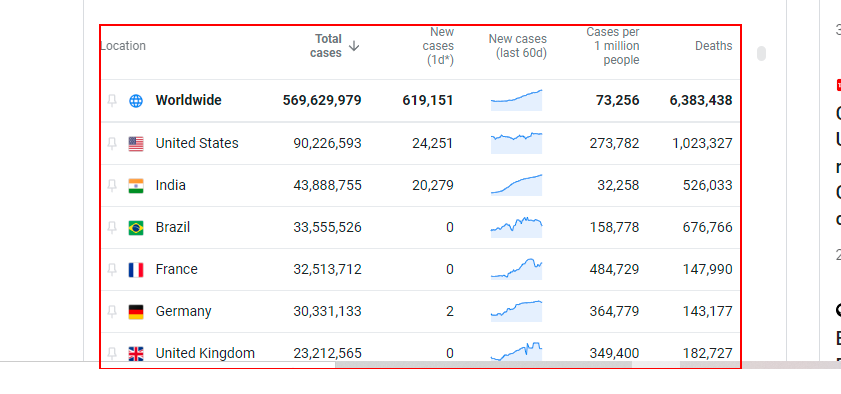 Location Total cases New cases (1d*) New cases (last 60d) Cases per 1 million people Deaths
Worldwide 569,629,979 619,151 73,256 6,383,438
United States 90,226,593 24,251 273,782 1,023,327
India 43,888,755 20,279 32,258 526,033
Brazil 33,555,526 0 158,778 676,766
France 32,513,712 0 484,729 147,990
Germany 30,331,133 2 364,779 143,177
United Kingdom 23,212,565 0 349,400 182,727